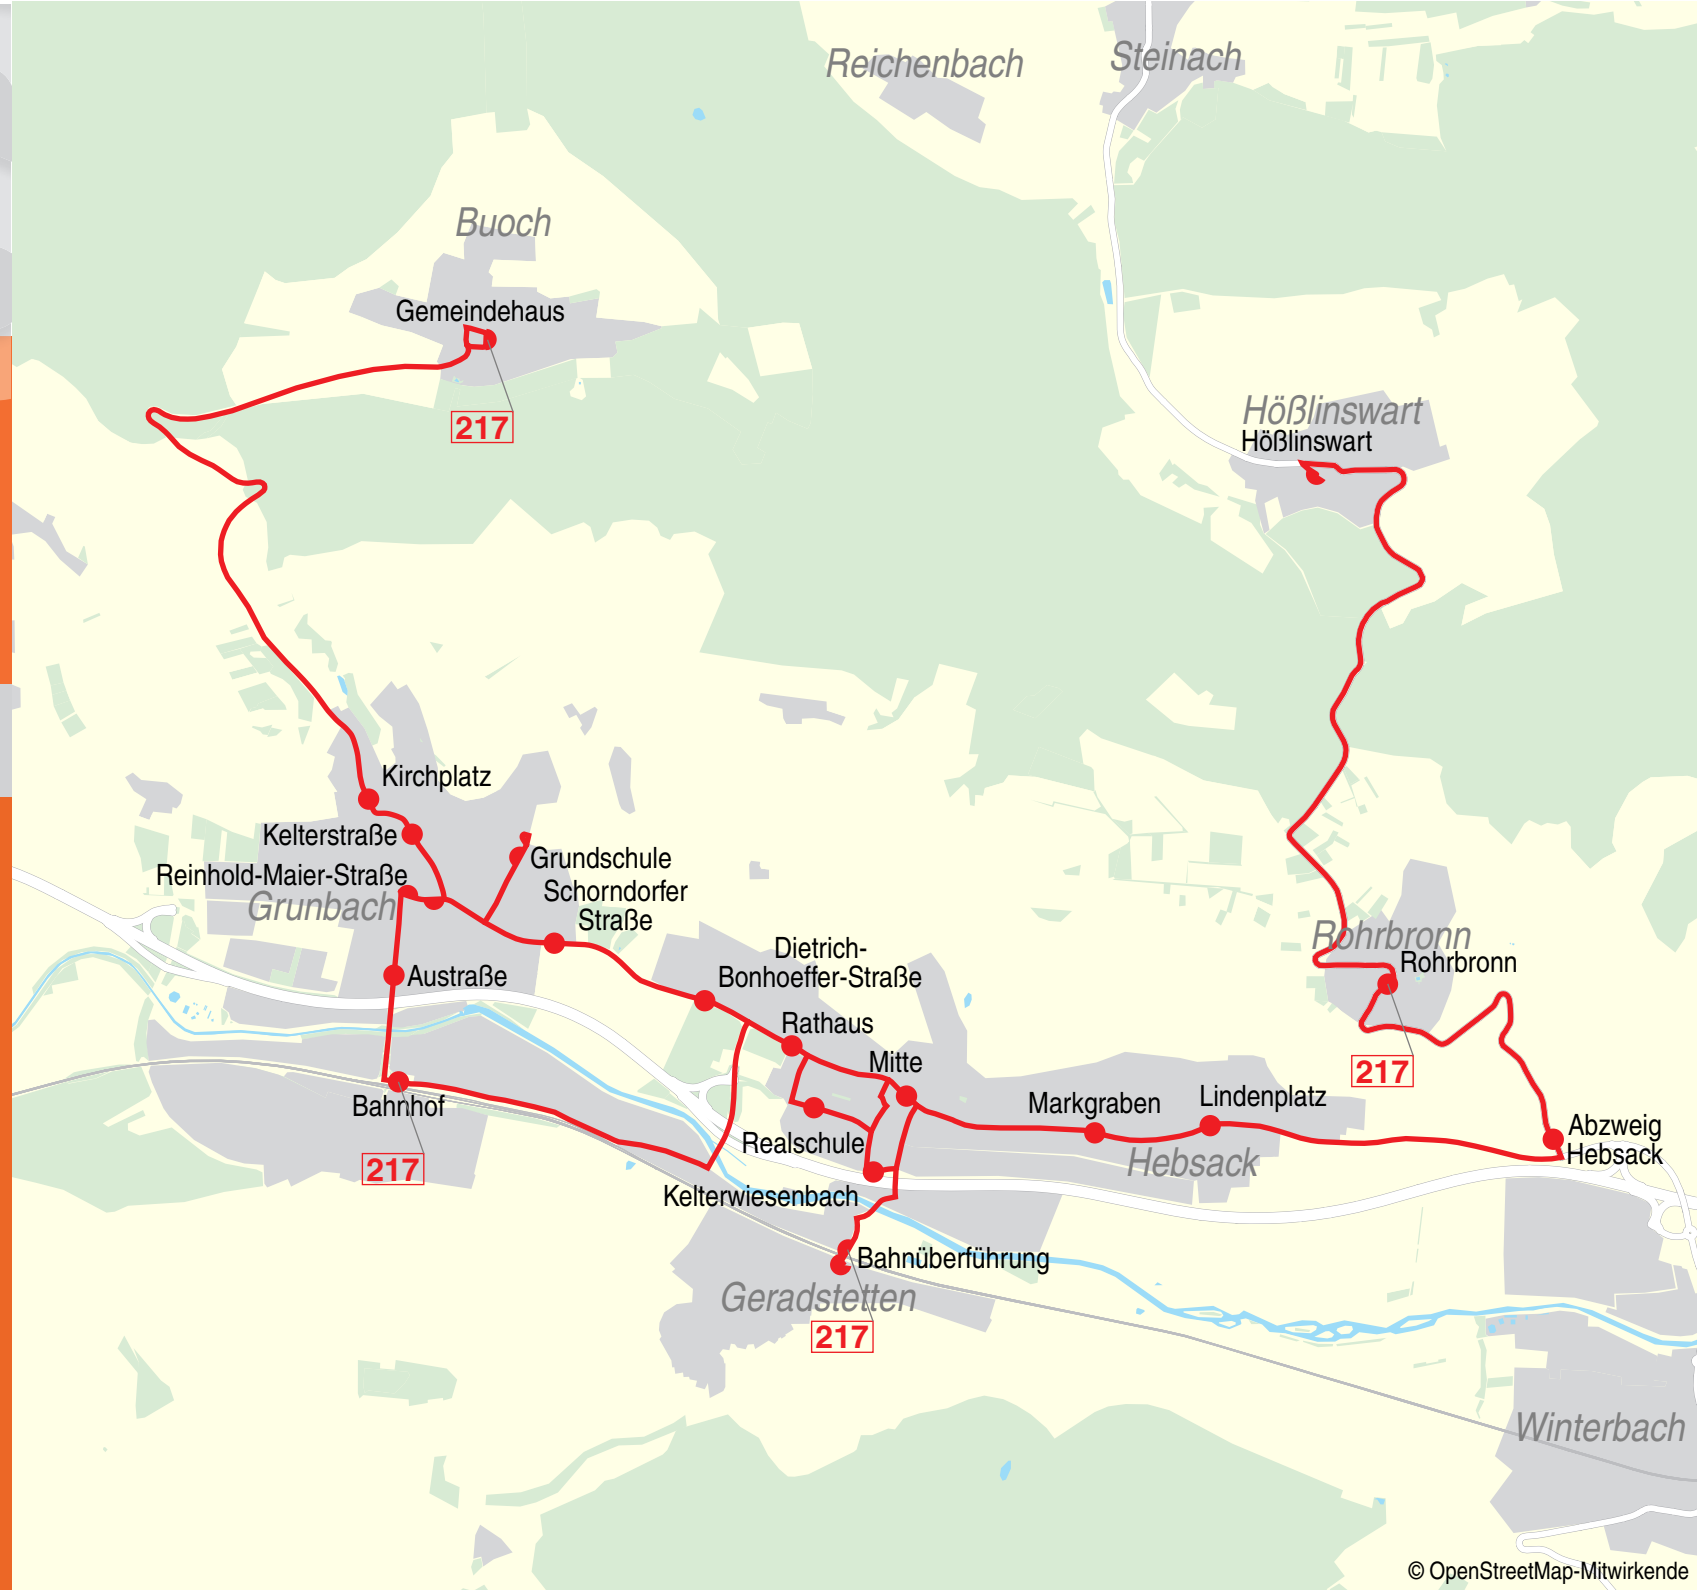 Reichenbach
Steinach
Buoch
Gemeindehaus
217
Hößlinswart
Hößlinswart
Kirchplatz
Kelterstraße
Grundschule
Reinhold-Maier-Straße
Schorndorfer
Straße
Grunbach
Rohrbronn
Rohrbronn
Dietrich-
Bonhoeffer-Straße
Austraße
Rathaus
Mitte
217
Bahnhof
Markgraben
Lindenplatz
Abzweig
Hebsack
Realschule
Hebsack
217
Kelterwiesenbach
Bahnüberführung
Geradstetten
217
Winterbach
© OpenStreetMap-Mitwirkende